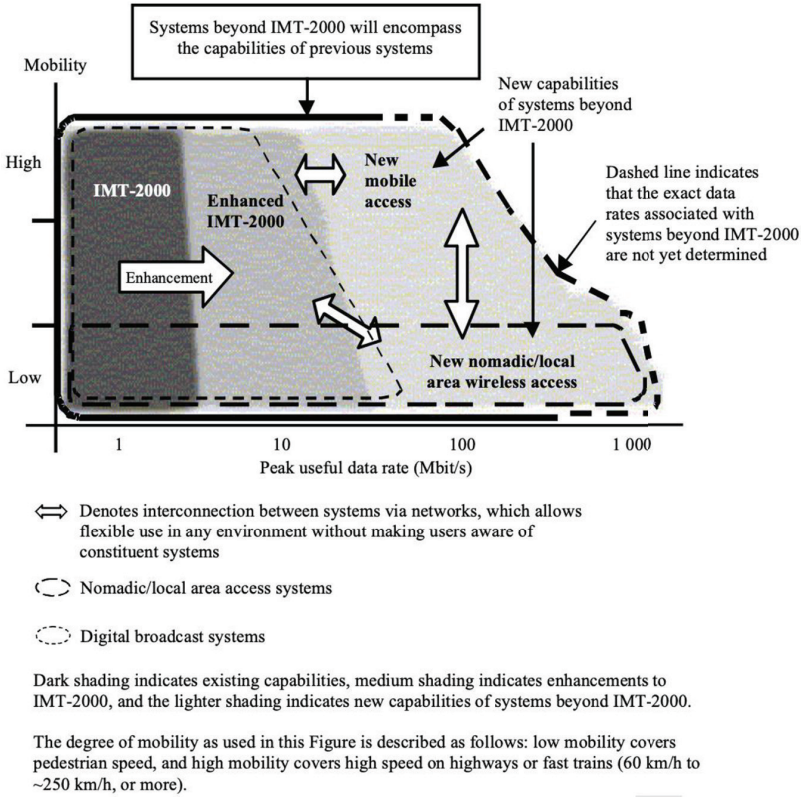 Systems beyond IMT-2000 will encompass
the capabilities of previous systems
Mobility
New capabilities
of systems beyond
IMT-2000
High
IMT-2000
Enhanced
IMT-2000
New
mobile
access
Dashed line indicates
that the exact data
rates associated with
systems beyond IMT-2000
are not yet determined
Enhancement
Low
New nomadic/local
area wireless access
1
10
100
1 000
Peak useful data rate (Mbit/s)
Denotes interconnection between systems via networks, which allows
flexible use in any environment without making users aware of
constituent systems
Nomadic/local area access systems
Digital broadcast systems
Dark shading indicates existing capabilities, medium shading indicates enhancements to
IMT-2000, and the lighter shading indicates new capabilities of systems beyond IMT-2000.
The degree of mobility as used in this Figure is described as follows: low mobility covers
pedestrian speed, and high mobility covers high speed on highways or fast trains (60 km/h to
~250 km/h, or more).